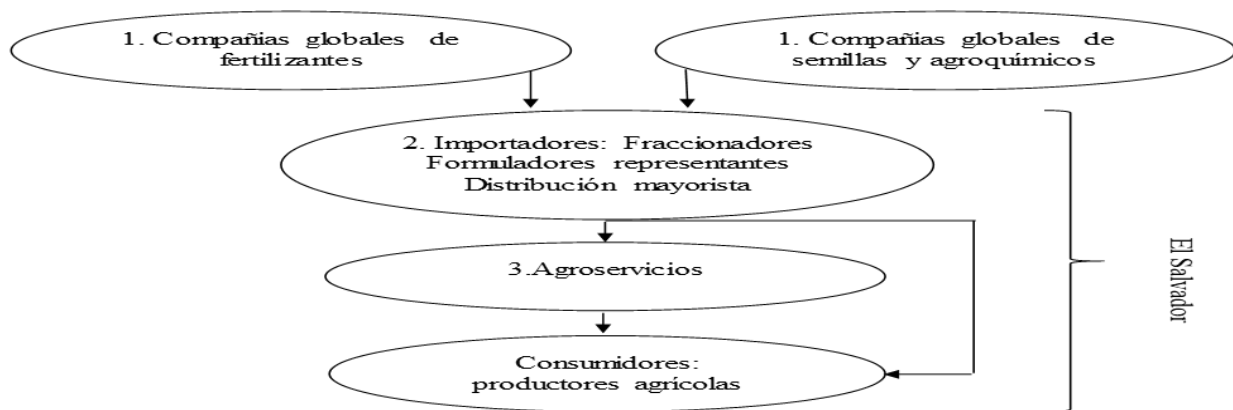 1. Compañias globales de
fertilizantes
1. Compañias globales de
semillas y agroquímicos
2. Importadores: Fraccionadores
Formuladores representantes
Distribución mayorista
3.Agroservicios
Consumidores:
productores agrícolas
El Salvador